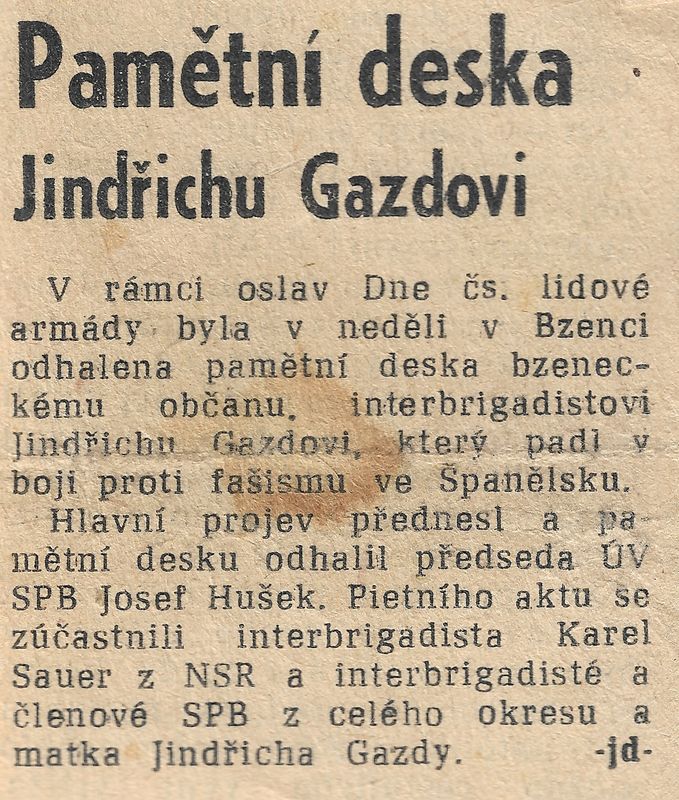 Pamětní deska
Jindřichu Gazdovi
V rámci oslav Dne čs. lidové
armády byla v neděli v Bzenci
odhalena pamětní deska bzenec-
kému občanu, interbrigadistovi
Jindřichu Gazdovi, který padl v
boji proti fašismu ve Španělsku.
Hlavní projev přednesl a pa-
mětní desku odhalil předseda ÚV
SPB Josef Hušek. Pietního aktu se
zúčastnili interbrigadista Karel
Sauer z NSR a interbrigadisté a
členové SPB z celého okresu a
matka Jindřicha Gazdy. -jd-